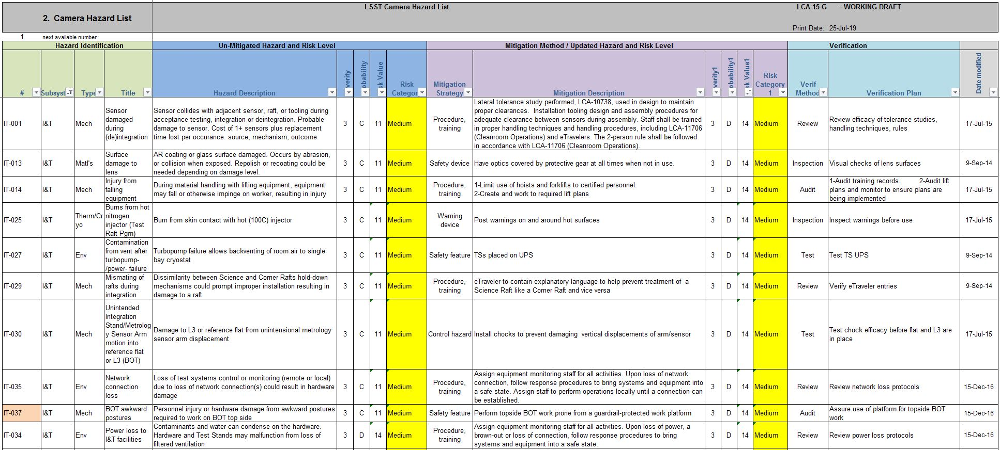 LSST Camera Hazard List
LCA-15-G -- WORKING DRAFT
2. Camera Hazard List
Print Date: 25-Jul-19
1 next available number
Hazard Identification
Un-Mitigated Hazard and Risk Level
Mitigation Method / Updated Hazard and Risk Level
Verification
#
Subsyst
Type
Title
Hazard Description
verity
obability
sk Value
Risk
Categor
Mitigation
Strategy
Mitigation Description
verity1
obability1
sk Value1
Risk
Category
1
Verif
Method
Verification Plan
Date modified
IT-001
I&T
Mech
Sensor
damaged
during
(de)integration
Sensor collides with adjacent sensor, raft, or tooling during
acceptance testing, integration or deintegration. Probable
damage to sensor. Cost of 1+ sensors plus replacement
time lost per occurance. source, mechanism, outcome
3
C
11
Medium
Procedure,
training
Lateral tolerance study performed, LCA-10738, used in design to maintain
proper clearances. Installation tooling design and assembly procedures for
adequate clearance between sensors during assembly. Staff shall be trained
in proper handling techniques and handling procedures, including LCA-11706
(Cleanroom Operations) and eTravelers. The 2-person rule shall be followed
in accordance with LCA-11706 (Cleanroom Operations).
3
D
14
Medium
Review
Review efficacy of tolerance studies,
handling techniques, rules
17-Jul-15
IT-013
I&T
Matl's
Surface
damage to
lens
AR coating or glass surface damaged. Occurs by abrasion,
or collision when exposed. Repolish or recoating could be
needed depending on damage level.
3
C
11
Medium
Safety device
Have optics covered by protective gear at all times when not in use.
3
D
14
Medium
Inspection
Visual checks of lens surfaces
9-Sep-14
IT-014
I&T
Mech
Injury from
falling
equipment
During material handling with lifting equipment, equipment
may fall or otherwise impinge on worker, resulting in injury
3
C
11
Medium
Procedure,
training
1-Limit use of hoists and forklifts to certified personnel.
2-Create and work to required lift plans
3
D
14
Medium
Audit
1-Audit training records. 2-Audit lift
plans and monitor to ensure plans are
being implemented
17-Jul-15
IT-025
I&T
Therm/Cr
yo
Burns from hot
nitrogen
injector (Test
Raft Pgm)
Burn from skin contact with hot (100C) injector
3
C
11
Medium
Warning
device
Post warnings on and around hot surfaces
3
D
14
Medium
Inspection
Inspect warnings before use
17-Jul-15
IT-027
I&T
Env
Contamination
from vent after
turbopump-
/power- failure
Turbopump failure allows backventing of room air to single
bay cryostat
3
C
11
Medium
Safety feature
TSs placed on UPS
3
D
14
Medium
Test
Test TS UPS
9-Sep-14
IT-029
I&T
Mech
Mismating of
rafts during
integration
Dissimilarity between Science and Corner Rafts hold-down
mechanisms could prompt improper installation resulting in
damage to a raft
3
C
11
Medium
Procedure,
training
eTraveler to contain explanatory language to help prevent treatment of a
Science Raft like a Corner Raft and vice versa
3
D
14
Medium
Review
Verify eTraveler entries
9-Sep-14
IT-030
I&T
Mech
Unintended
Integration
Stand/Metrolog
y Sensor Arm
motion into
reference flat
or L3 (BOT)
Damage to L3 or reference flat from unintensional metrology
sensor arm displacement
3
C
11
Medium
Control hazard
Install chocks to prevent damaging vertical displacements of arm/sensor
3
D
14
Medium
Test
Test chock efficacy before flat and L3 are
in place
17-Jul-15
IT-035
I&T
Env
Network
connection
loss
Loss of test systems control or monitoring (remote or local)
due to loss of network connection(s) could result in hardware
damage
3
C
11
Medium
Procedure,
training
Assign equipment monitoring staff for all activities. Upon loss of network
connection, follow response procedures to bring systems and equipment into
a safe state. Assign staff to perform operations locally until a connection can
be established.
3
D
14
Medium
Review
Review network loss protocols
15-Dec-16
IT-037
I&T
Mech
BOT awkward
postures
Personnel injury or hardware damage from awkward postures
required to work on BOT top side
3
C
11
Medium
Safety feature
Perform topside BOT work prone from a guardrail-protected work platform
3
D
14
Medium
Audit
Assure use of platform for topside BOT
work
15-Dec-16
IT-034
I&T
Env
Power loss to
I&T facilities
Contaminants and water can condense on the hardware.
Hardware and Test Stands may malfunction from loss of
filtered ventilation
3
D
14
Medium
Procedure,
training
Assign equipment monitoring staff for all activities. Upon loss of power, a
brown-out or loss of connection, follow response procedures to bring
systems and equipment into a safe state.
3
D
14
Medium
Review
Review power loss protocols
15-Dec-16